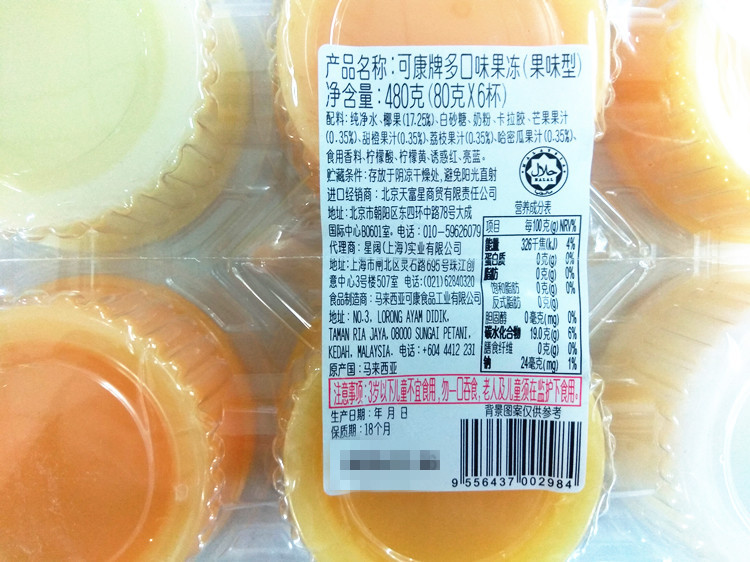 产品名称:可康牌多口味果冻(果味型)
净含量:480克(80克X6杯)
配料:纯净水、椰果(17.25%)、白砂糖、奶粉、卡拉胶、芒果果汁
(0.35%)、甜橙果汁(0.35%)、荔枝果汁(0.35%)、哈密瓜果汁(0.35%)、
食用香料、柠檬酸、柠檬黄、诱惑红、亮蓝。
贮藏条件:存放于阴凉干燥处,避免阳光直射
进口经销商:北京天富星商贸有限责任公司
地址:北京市朝阳区东四环中路78号大成
国际中心B0601室,电话:010-59626079
代理商:星阔(上海)实业有限公司
地址:上海市闸北区灵石路695号珠江创
意中心3号楼507室 电话:(021)62840320
食品制造商:马来西亚可康食品工业有限公司
地址:NO.3, LORONG AYAM DIDIK,
TAMAN RIA JAYA, 08000 SUNGAI PETANI,
KEDAH, MALAYSIA. 电话:+604 4412 231
原产国:马来西亚
حلال
HALAL
营养成分表
项目 每100克(g) NRV%
能量 326千焦(kJ) 4%
蛋白质 0克(g) 0%
脂肪 0克(g) 0%
饱和脂肪 0克(g) 0%
反式脂肪 0克(g)
胆固醇 0毫克(mg) 0%
碳水化合物 19.0克(g) 6%
膳食纤维 0克(g) 0%
钠 24毫克(mg) 1%
注意事项:3岁以下儿童不宜食用,勿一口吞食,老人及儿童须在监护下食用。
生产日期:年 月 日
背景图案仅供参考
保质期:18个月
9 556437 002984